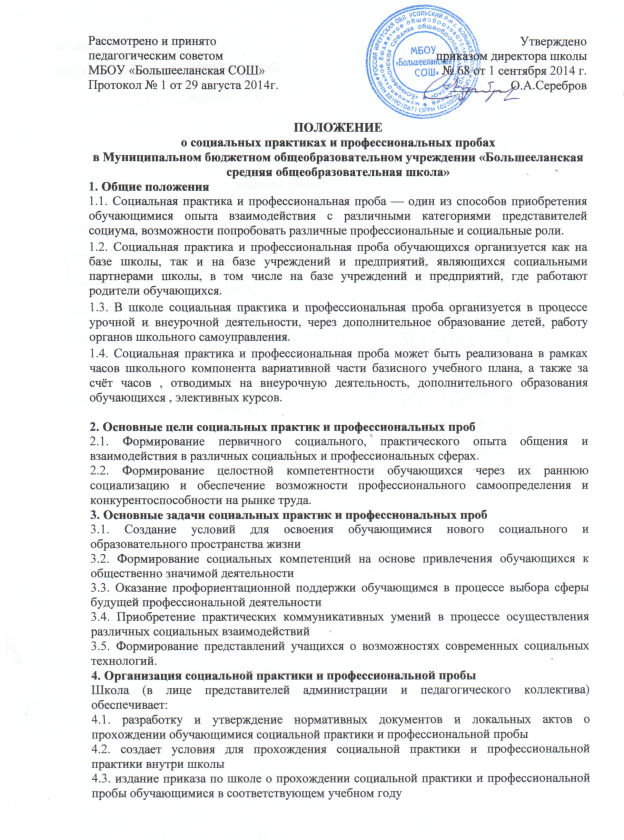 Рассмотрено и принято Утверждено
педагогическим советом приказом директора школы
МБОУ «Большееланская СОШ» № 68 от 1 сентября 2014 г.
Протокол № 1 от 29 августа 2014г. О.А.Серебров
МБОУ
«Большееланская
СОШ»
ПОЛОЖЕНИЕ
о социальных практиках и профессиональных пробах
в Муниципальном бюджетном общеобразовательном учреждении «Большееланская
средняя общеобразовательная школа»
1. Общие положения
1.1. Социальная практика и профессиональная проба — один из способов приобретения
обучающимися опыта взаимодействия с различными категориями представителей
социума, возможности попробовать различные профессиональные и социальные роли.
1.2. Социальная практика и профессиональная проба обучающихся организуется как на
базе школы, так и на базе учреждений и предприятий, являющихся социальными
партнерами школы, в том числе на базе учреждений и предприятий, где работают
родители обучающихся.
1.3. В школе социальная практика и профессиональная проба организуется в процессе
урочной и внеурочной деятельности, через дополнительное образование детей, работу
органов школьного самоуправления.
1.4. Социальная практика и профессиональная проба может быть реализована в рамках
часов школьного компонента вариативной части базисного учебного плана, а также за
счёт часов , отводимых на внеурочную деятельность, дополнительного образования
обучающихся , элективных курсов.
2. Основные цели социальных практик и профессиональных проб
2.1. Формирование первичного социального, практического опыта общения и
взаимодействия в различных социальных и профессиональных сферах.
2.2. Формирование целостной компетентности обучающихся через их раннюю
социализацию и обеспечение возможности профессионального самоопределения и
конкурентоспособности на рынке труда.
3. Основные задачи социальных практик и профессиональных проб
3.1. Создание условий для освоения обучающимися нового социального и
образовательного пространства жизни
3.2. Формирование социальных компетенций на основе привлечения обучающихся к
общественно значимой деятельности
3.3. Оказание профориентационной поддержки обучающимся в процессе выбора сферы
будущей профессиональной деятельности
3.4. Приобретение практических коммуникативных умений в процессе осуществления
различных социальных взаимодействий
3.5. Формирование представлений учащихся о возможностях современных социальных
технологий.
4. Организация социальной практики и профессиональной пробы
Школа (в лице представителей администрации и педагогического коллектива)
обеспечивает:
4.1. разработку и утверждение нормативных документов и локальных актов о
прохождении обучающимися социальной практики и профессиональной пробы
4.2. создает условия для прохождения социальной практики и профессиональной
практики внутри школы
4.3. издание приказа по школе о прохождении социальной практики и профессиональной
пробы обучающимися в соответствующем учебном году